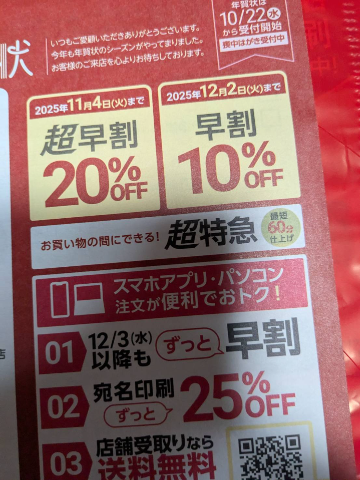 状
いつもご愛顧いただきありがとうございます。
今年も年賀状のシーズンがやってまいりました。
お客様のご来店を心よりお待ちしております。
年賀状は
10/22(水)
から受付開始
喪中はがき受付中
2025年11月4日(火)まで
超早割
20%OFF
2025年12月2日(火)まで
早割
10%OFF
お買い物の間にできる!超特急
最短
60分
仕上げ
スマホアプリ・パソコン
注文が便利でおトク!
01 12/3(水)以降も ずっと 早割
02 宛名印刷 ずっと 25%OFF
店
03 店舗受取りなら
送料無料